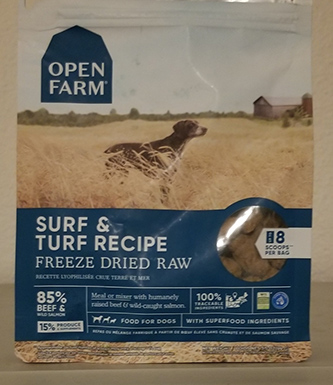 OPEN
FARM®
SURF &
TURF RECIPE
FREEZE DRIED RAW
RECETTE LYOPHILISÉE CRUE TERRE ET MER
8
SCOOPS™
PER BAG
85%
BEEF &
WILD SALMON
15% PRODUCE
Meal or mixer with humanely
raised beef & wild-caught salmon.
100%
TRACEABLE
INGREDIENTS
FOOD FOR DOGS
WITH SUPERFOOD INGREDIENTS